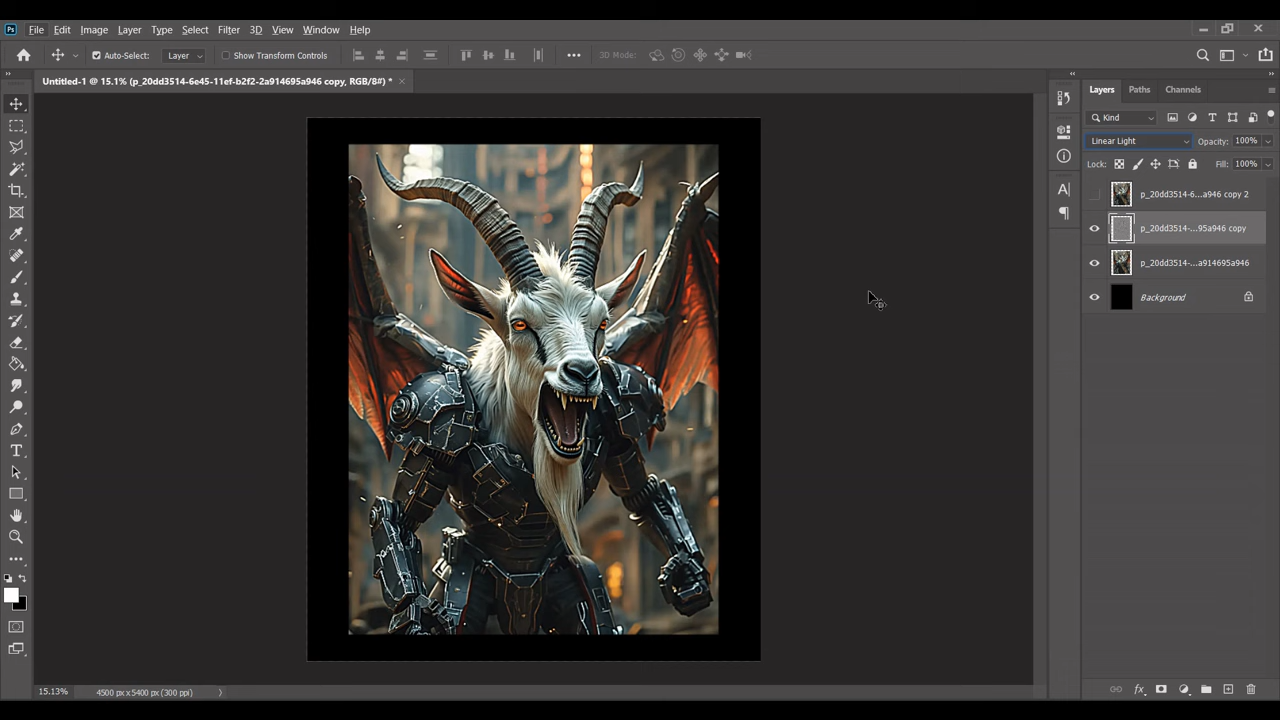 Ps File Edit Image Layer Type Select Filter 3D View Window Help
Auto-Select: Layer Show Transform Controls 3D Mode:
Untitled-1 @ 15.1% (p_20dd3514-6e45-11ef-b2f2-2a914695a946 copy, RGB/8#) *
Layers Paths Channels
Kind
Linear Light Opacity: 100%
Lock: Fill: 100%
p_20dd3514-6...a946 copy 2
p_20dd3514-...95a946 copy
p_20dd3514-...a914695a946
Background
15.13% 4500 px x 5400 px (300 ppi)